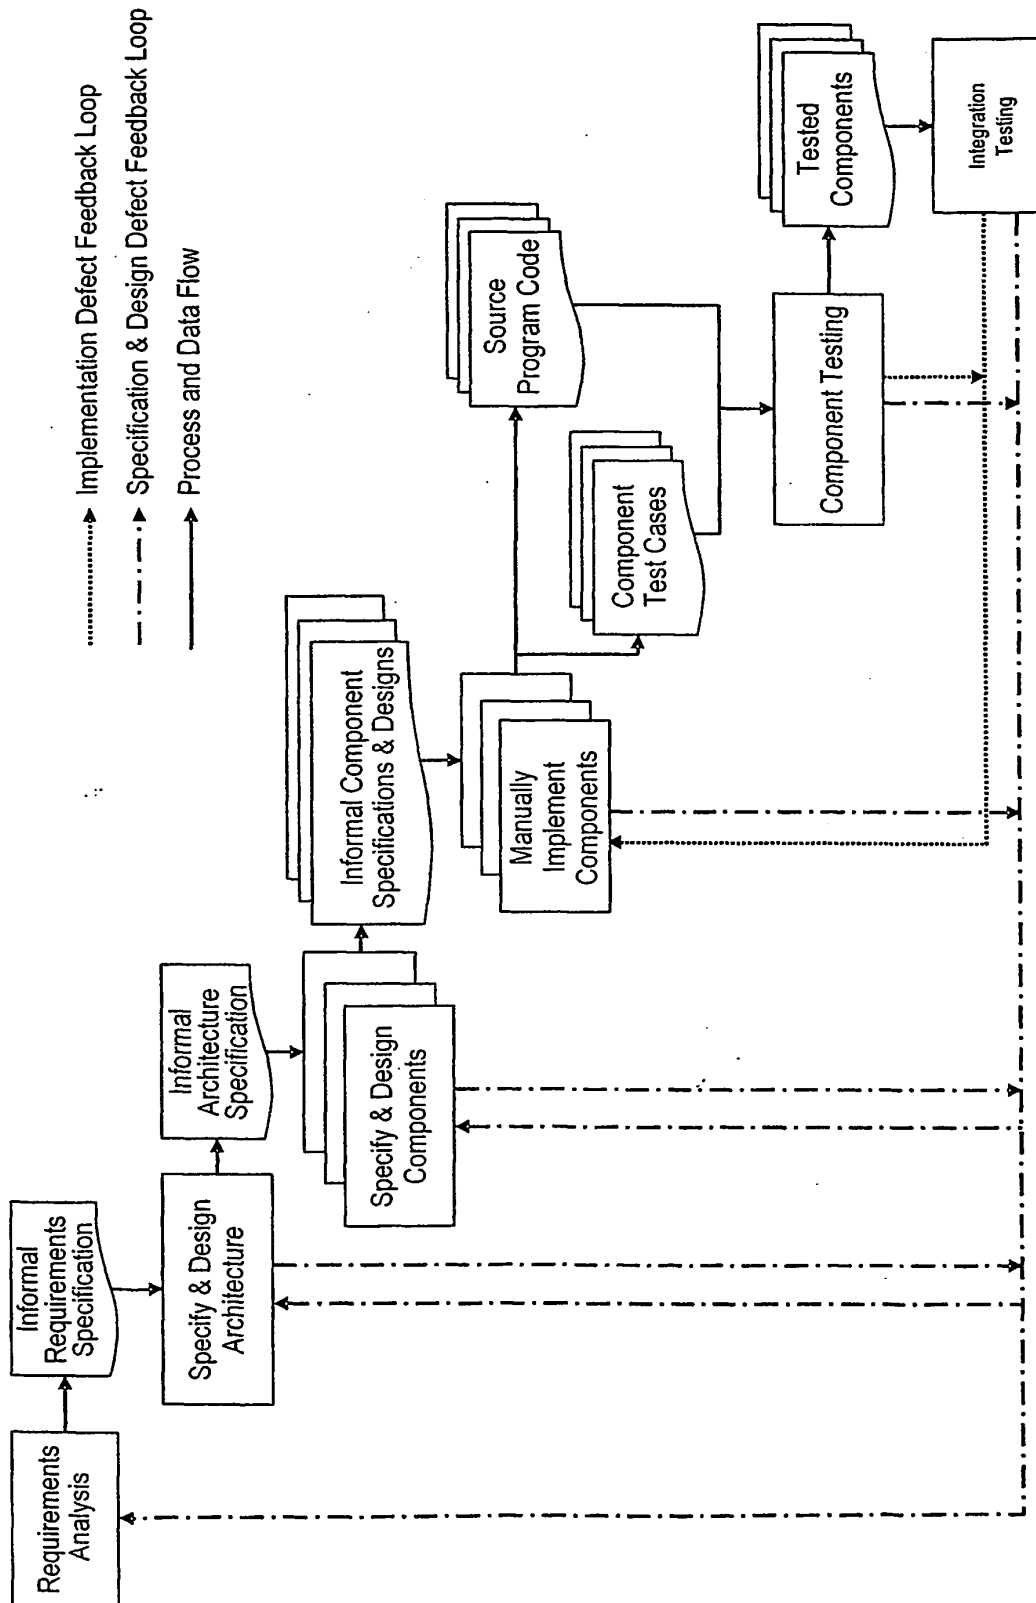 Implementation Defect Feedback Loop
Specification & Design Defect Feedback Loop
Process and Data Flow
Requirements
Analysis
Informal
Requirements
Specification
Specify & Design
Architecture
Informal
Architecture
Specification
Specify & Design
Components
Informal Component
Specifications & Designs
Manually
Implement
Components
Source
Program Code
Component
Test Cases
Component Testing
Tested
Components
Integration
Testing